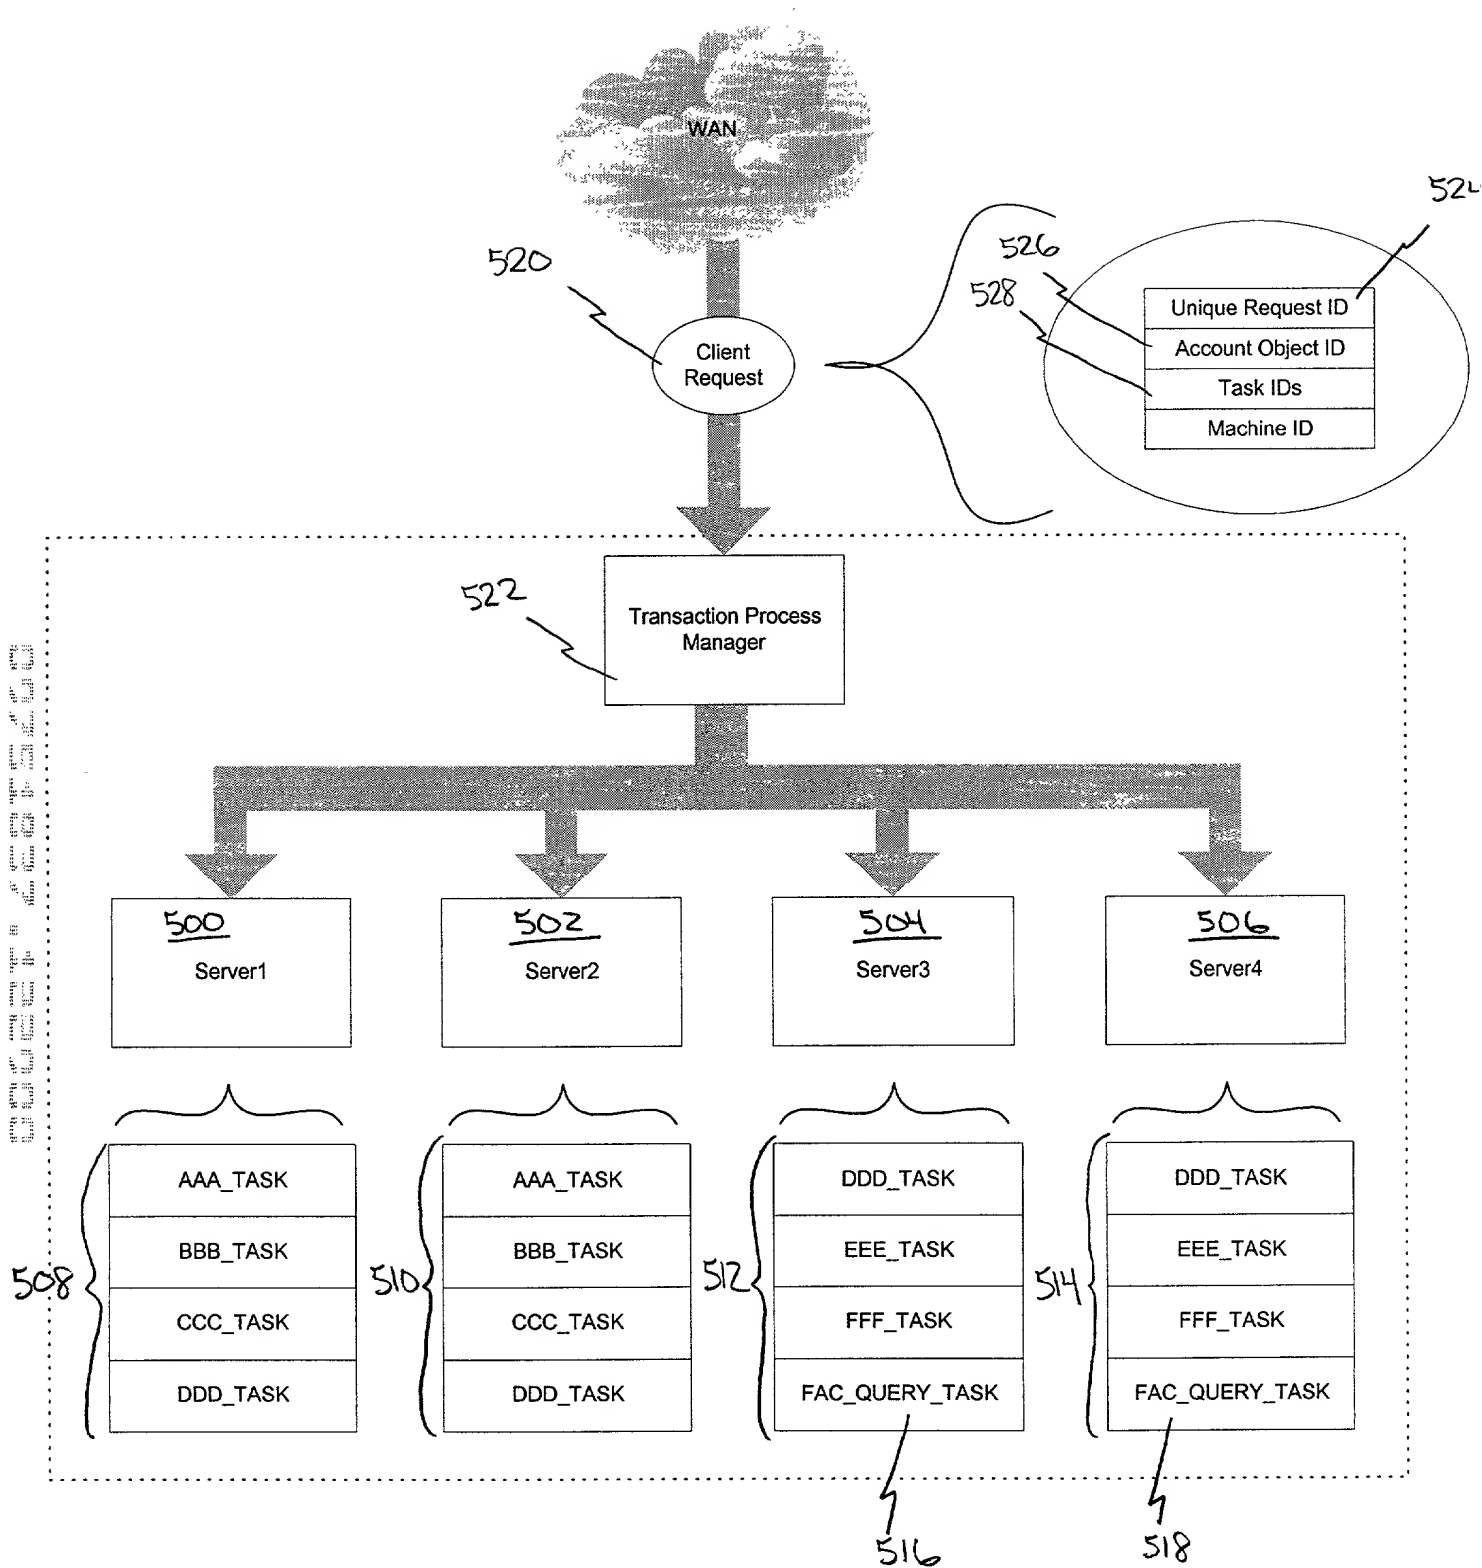 WAN
524
526
520
528
Unique Request ID
Account Object ID
Task IDs
Machine ID
Client
Request
522
Transaction Process
Manager
500
Server1
502
Server2
504
Server3
506
Server4
508
AAA_TASK
BBB_TASK
CCC_TASK
DDD_TASK
510
AAA_TASK
BBB_TASK
CCC_TASK
DDD_TASK
512
DDD_TASK
EEE_TASK
FFF_TASK
FAC_QUERY_TASK
514
DDD_TASK
EEE_TASK
FFF_TASK
FAC_QUERY_TASK
516
518